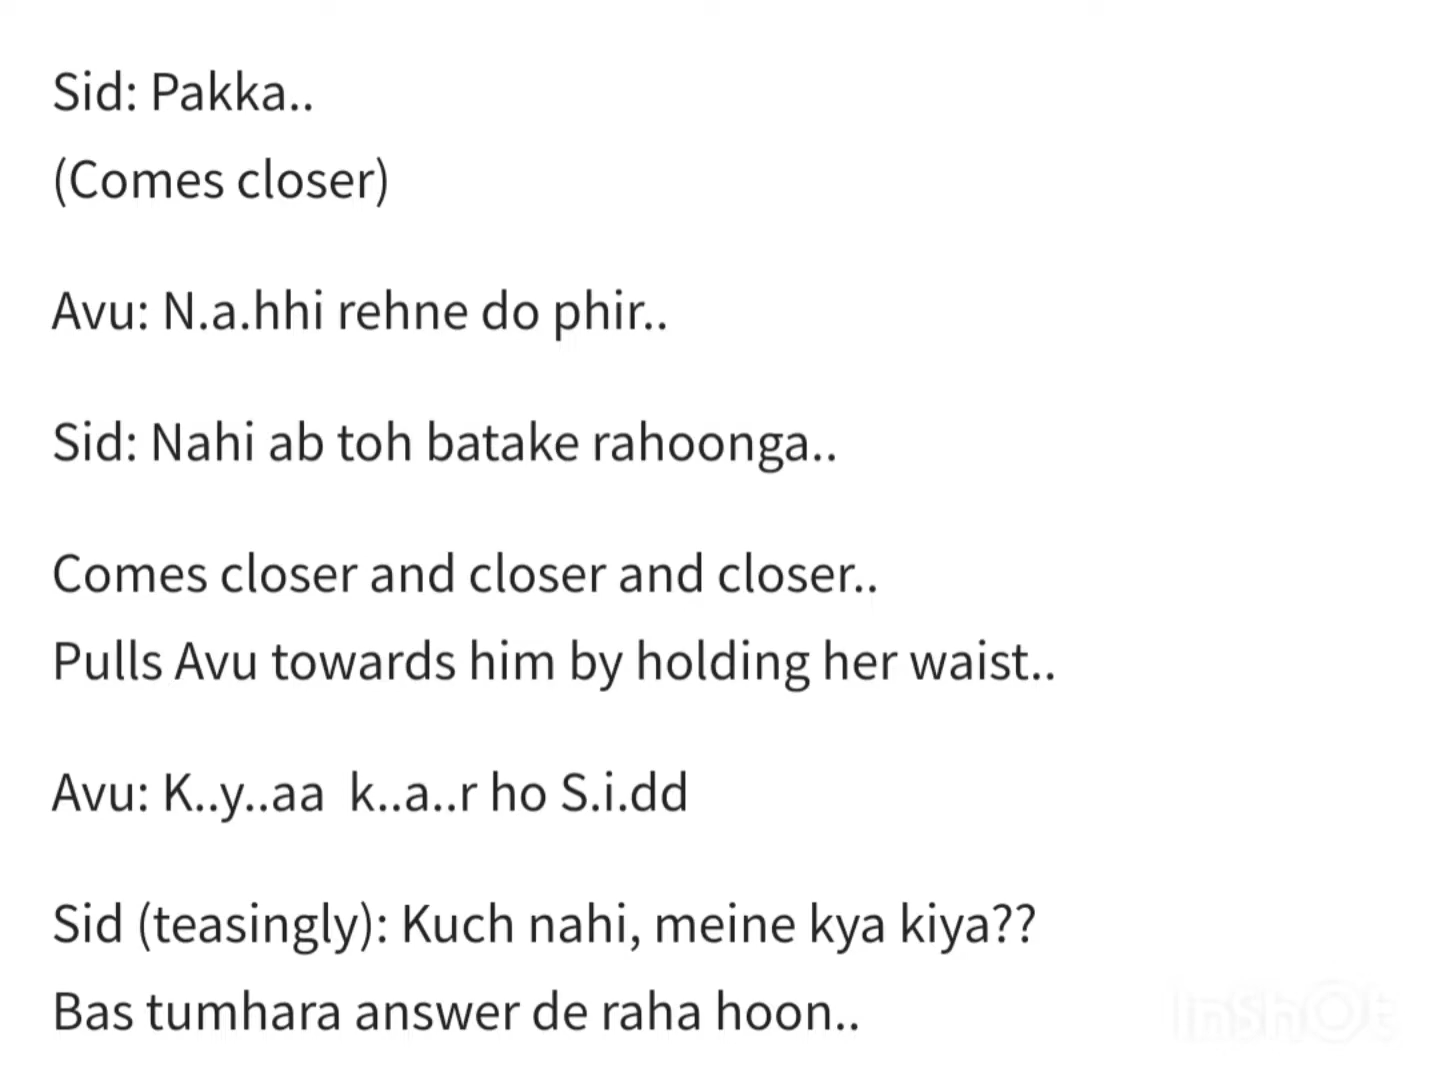 Sid: Pakka..
(Comes closer)
Avu: N.a.hhi rehne do phir..
Sid: Nahi ab toh batake rahoonga..
Comes closer and closer and closer..
Pulls Avu towards him by holding her waist..
Avu: K..y..aa  k..a..r ho S.i.dd
Sid (teasingly): Kuch nahi, meine kya kiya??
Bas tumhara answer de raha hoon..
InShOt